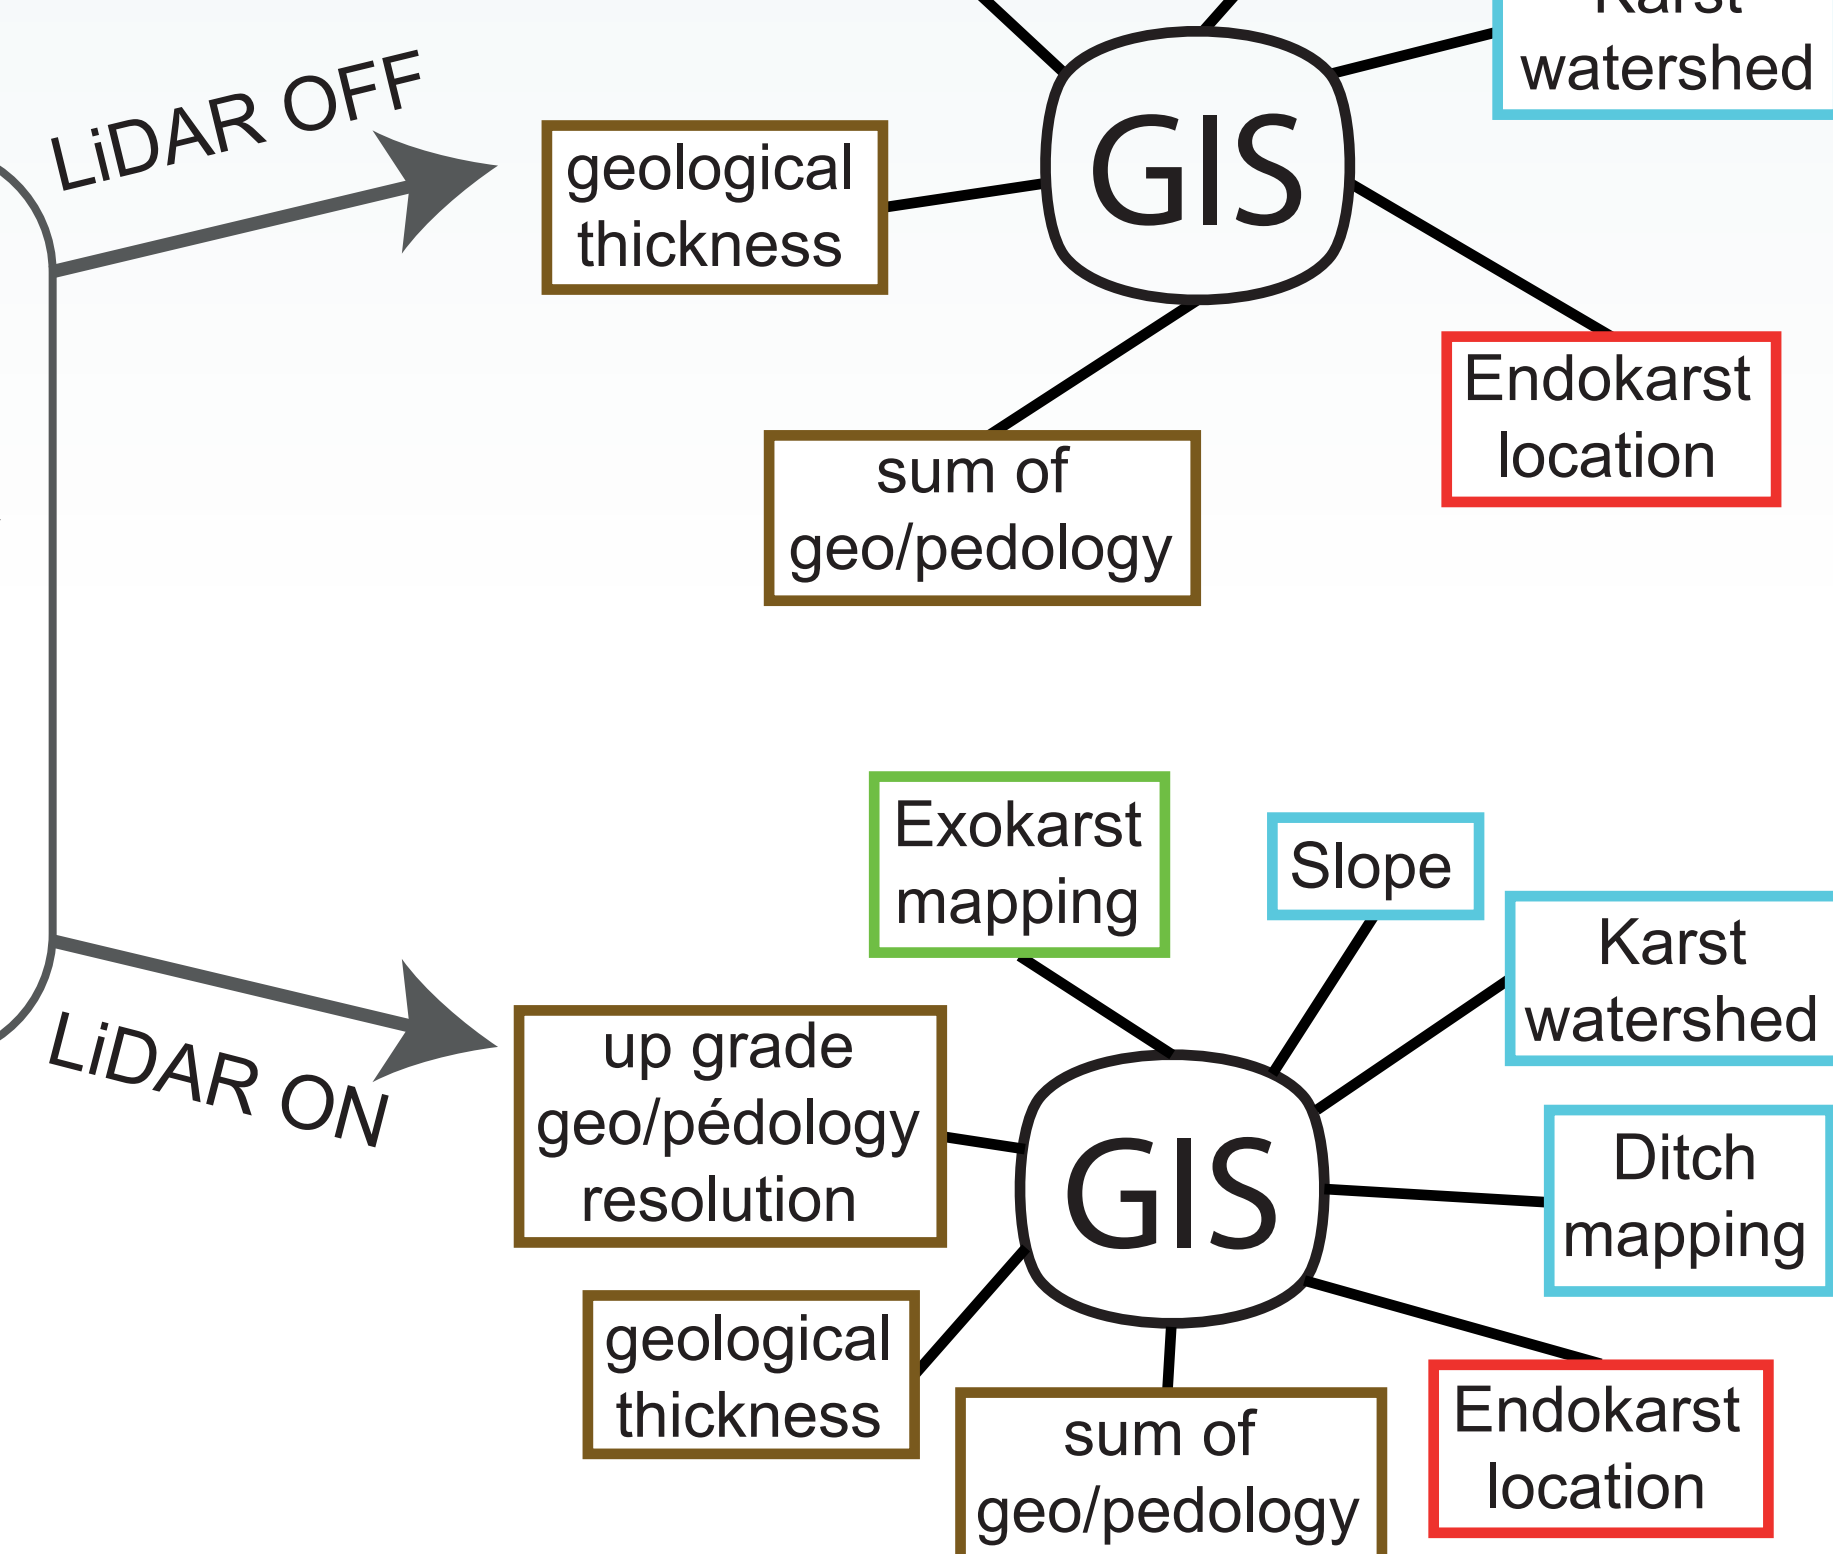 LiDAR OFF
Karst
watershed
geological
thickness
GIS
Endokarst
location
sum of
geo/pedology
LiDAR ON
Exokarst
mapping
Slope
Karst
watershed
up grade
geo/pédology
resolution
GIS
Ditch
mapping
geological
thickness
sum of
geo/pedology
Endokarst
location